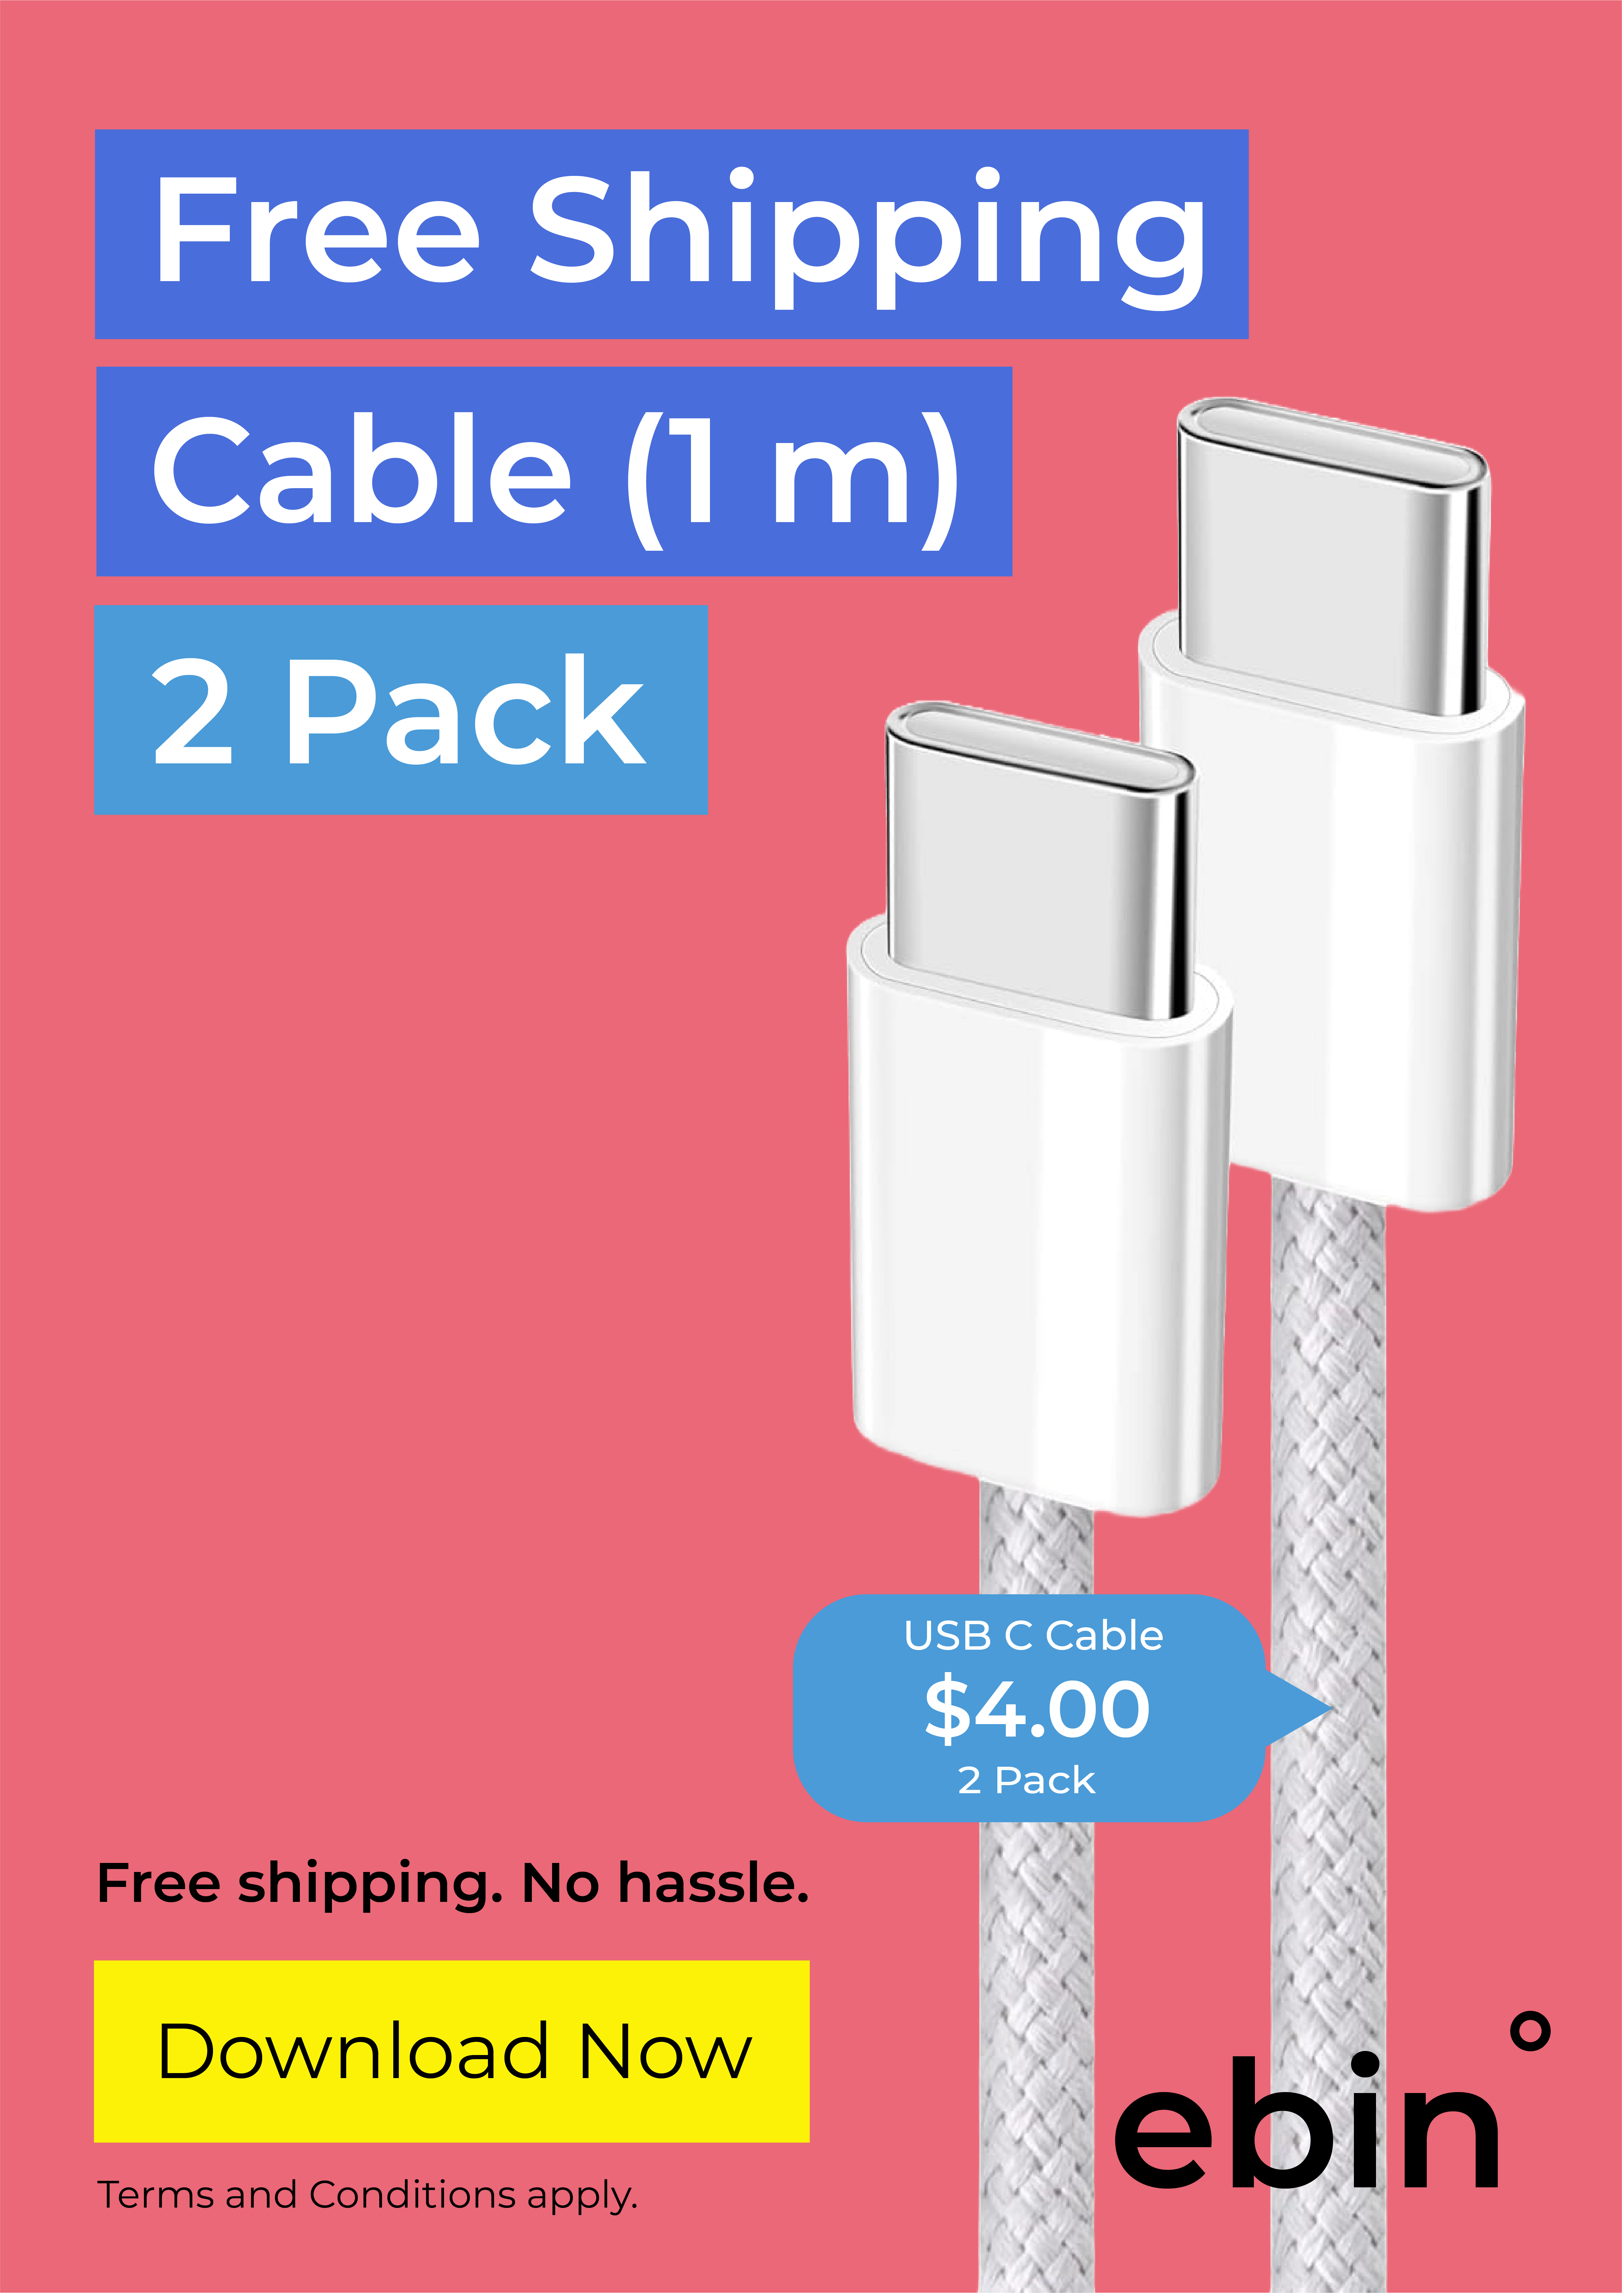 Free Shipping
Cable (1 m)
2 Pack
USB C Cable
$4.00
2 Pack
Free shipping. No hassle.
Download Now
Terms and Conditions apply.
ebin°